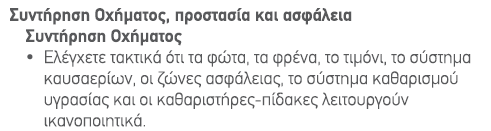 Συντήρηση Οχήματος, προστασία και ασφάλεια
Συντήρηση Οχήματος
• Ελέγχετε τακτικά ότι τα φώτα, τα φρένα, το τιμόνι, το σύστημα
καυσαερίων, οι ζώνες ασφάλειας, το σύστημα καθαρισμού
υγρασίας και οι καθαριστήρες-πίδακες λειτουργούν
ικανοποιητικά.